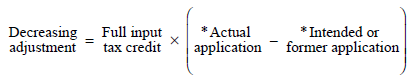 Decreasing adjustment = Full input tax credit × ( *Actual application − *Intended or former application )